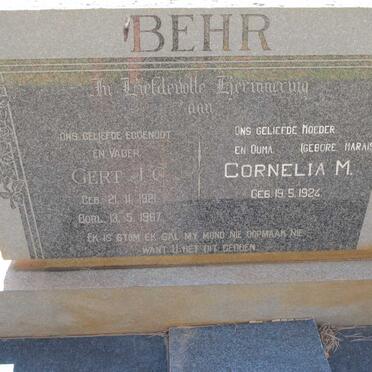 BEHR
In Liefdevolle Herinnering
aan
ONS GELIEFDE EGGENOOT
EN VADER
GERT J.C.
GEB. 21.11.1921
OORL. 13.5.1987
ONS GELIEFDE MOEDER
EN OUMA (GEBORE MARAIS
CORNELIA M.
GEB. 19.5.1924
EK IS STOM EK SAL MY MOND NIE OOPMAAK NIE
WANT U HET DIT GEDOEN